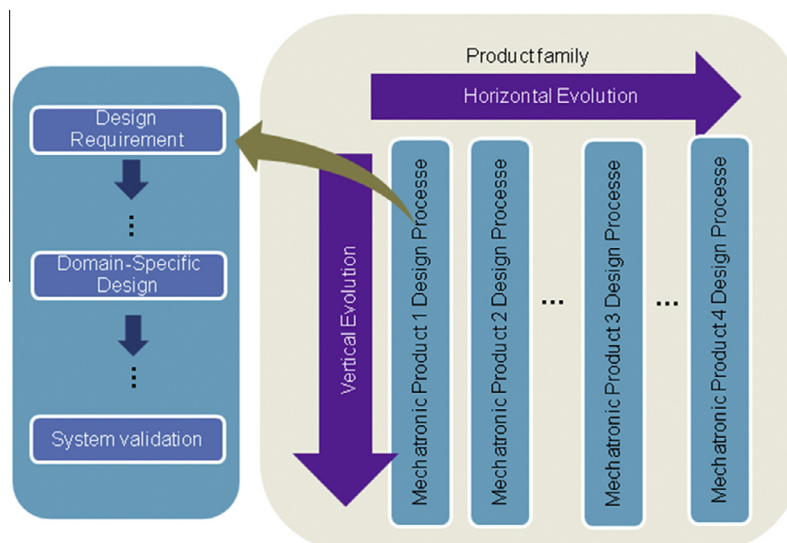 Design
Requirement
...
Domain-Specific
Design
...
System validation
Product family
Horizontal Evolution
Vertical Evolution
Mechatronic Product 1 Design Processe
Mechatronic Product 2 Design Processe
...
Mechatronic Product 3 Design Processe
...
Mechatronic Product 4 Design Processe